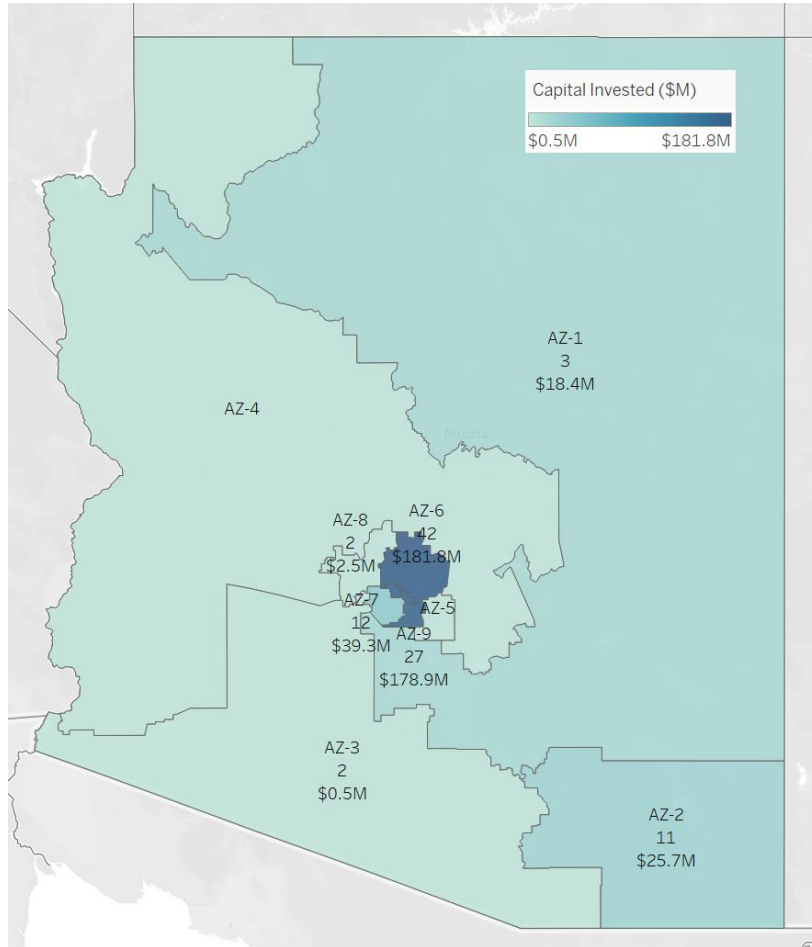 Capital Invested ($M)
$0.5M $181.8M
AZ-1
3
$18.4M
AZ-4
Arizona
AZ-6
42
$181.8M
AZ-8
2
$2.5M
AZ-7
12
$39.3M
AZ-5
AZ-9
27
$178.9M
AZ-3
2
$0.5M
AZ-2
11
$25.7M